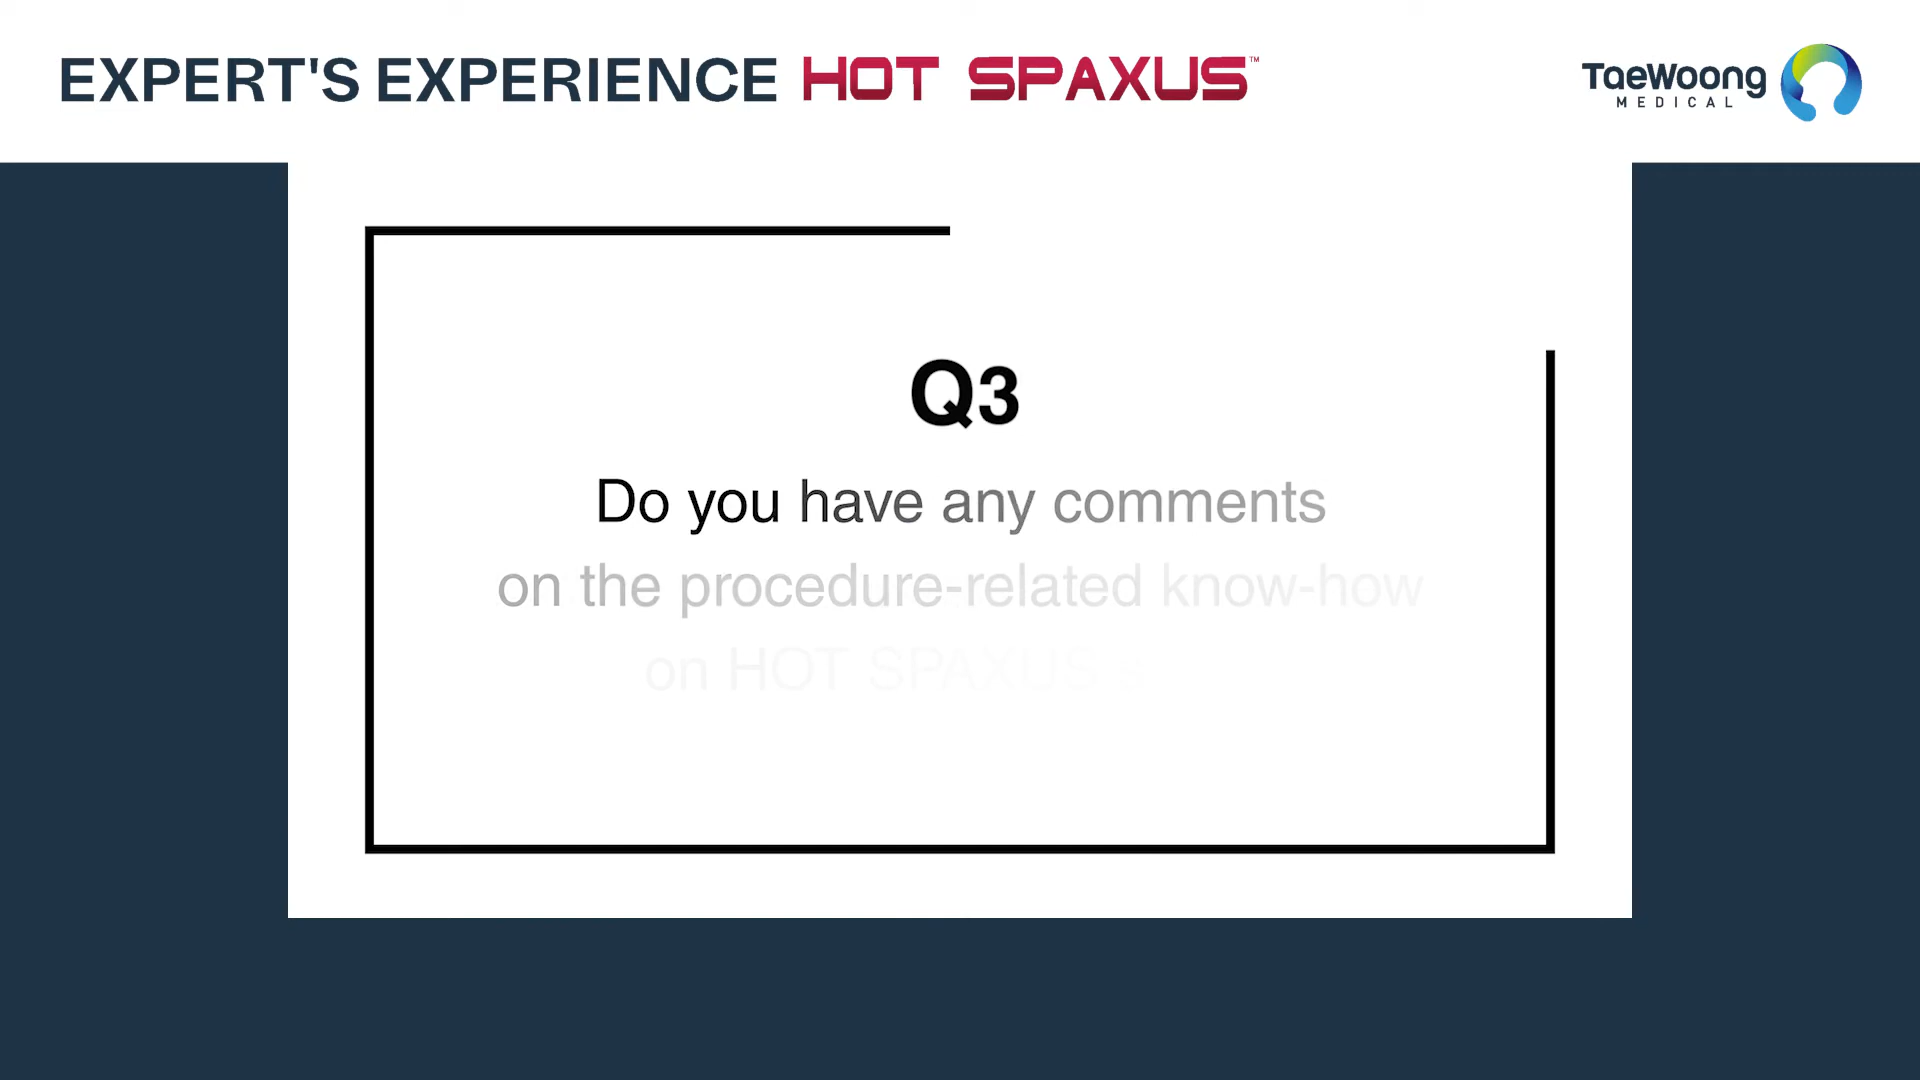 EXPERT'S EXPERIENCE HOT SPAXUS™
TaeWoong
MEDICAL
Q3
Do you have any comments
on the procedure-related know-how
on HOT SPAXUS